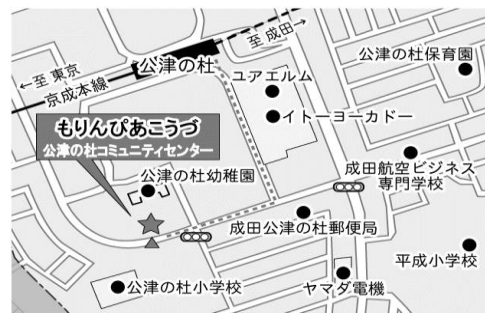 至 成田→
公津の杜
←至 東京
京成本線
公津の杜保育園
ユアエルム
イトーヨーカドー
もりんぴあこうづ
公津の杜コミュニティセンター
公津の杜幼稚園
成田航空ビジネス
専門学校
成田公津の杜郵便局
平成小学校
公津の杜小学校
ヤマダ電機